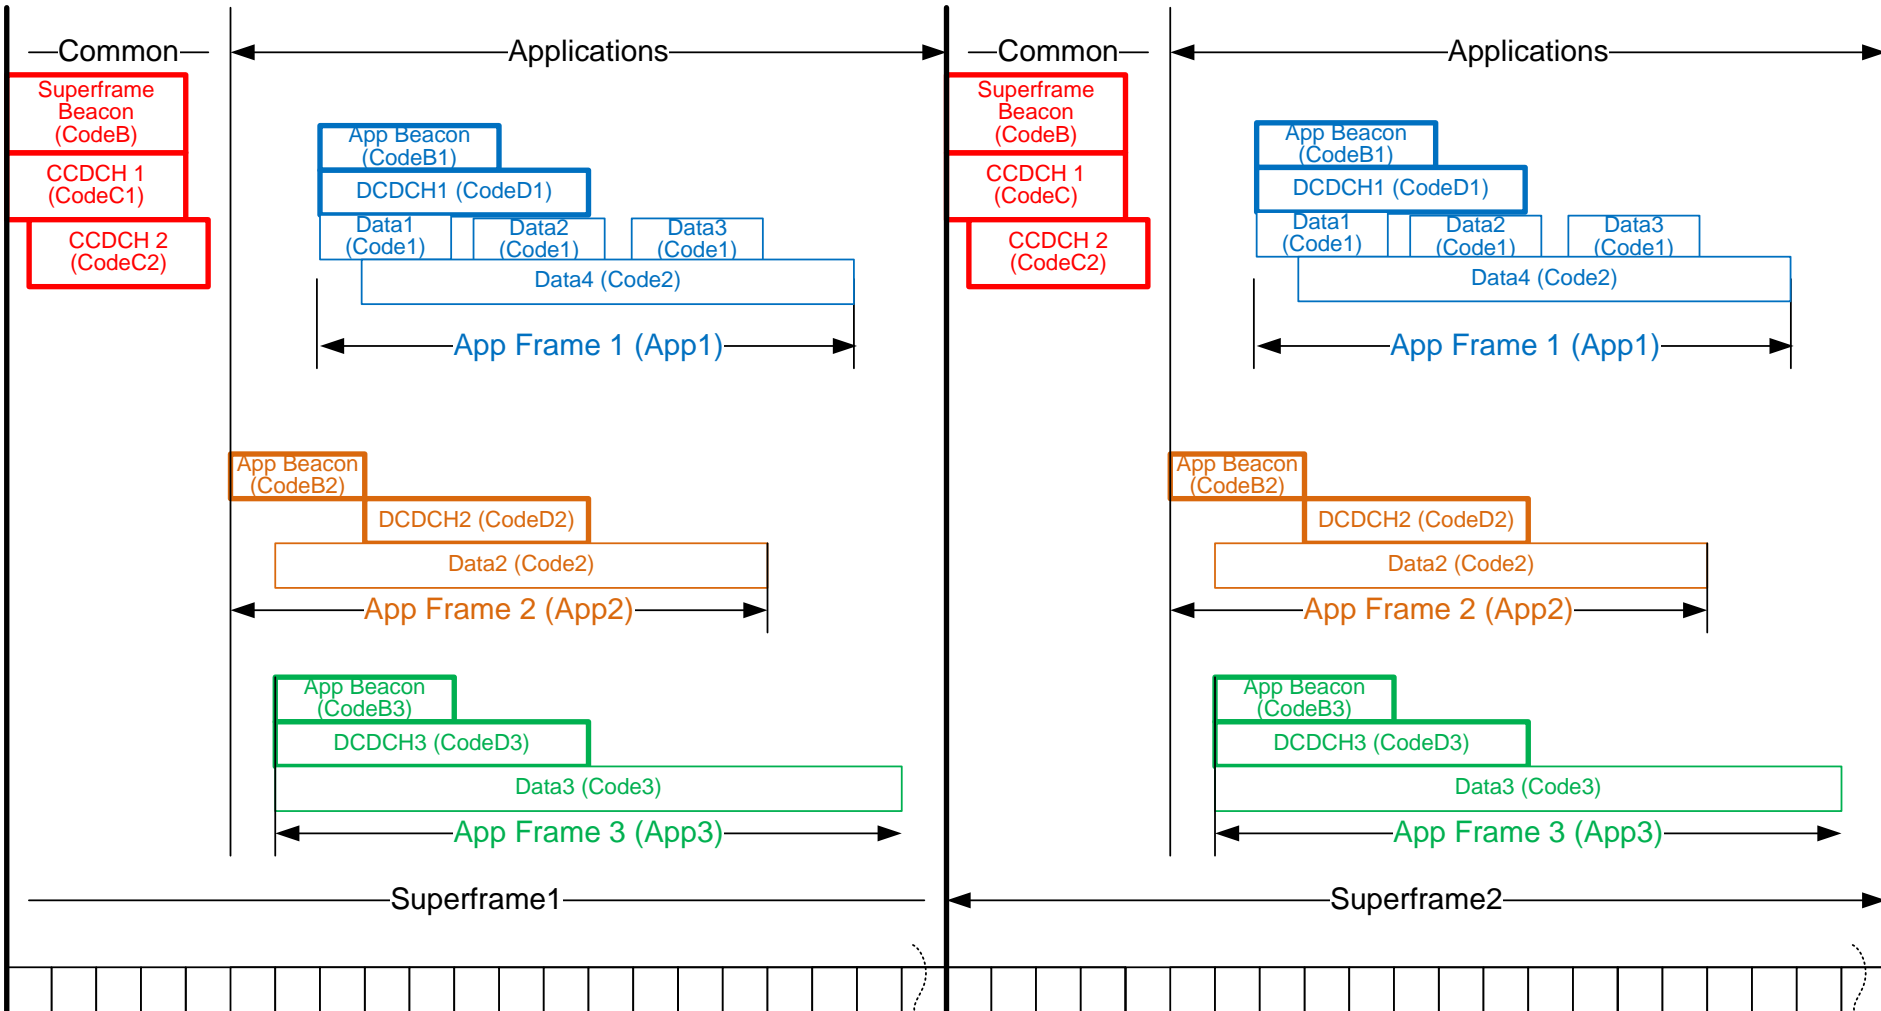 Common
Applications
Common
Applications
Superframe
Beacon
(CodeB)
CCDCH 1
(CodeC1)
CCDCH 2
(CodeC2)
App Beacon
(CodeB1)
DCDCH1 (CodeD1)
Data1
(Code1)
Data2
(Code1)
Data3
(Code1)
Data4 (Code2)
App Frame 1 (App1)
App Beacon
(CodeB2)
DCDCH2 (CodeD2)
Data2 (Code2)
App Frame 2 (App2)
App Beacon
(CodeB3)
DCDCH3 (CodeD3)
Data3 (Code3)
App Frame 3 (App3)
Superframe1
Superframe
Beacon
(CodeB)
CCDCH 1
(CodeC)
CCDCH 2
(CodeC2)
App Beacon
(CodeB1)
DCDCH1 (CodeD1)
Data1
(Code1)
Data2
(Code1)
Data3
(Code1)
Data4 (Code2)
App Frame 1 (App1)
App Beacon
(CodeB2)
DCDCH2 (CodeD2)
Data2 (Code2)
App Frame 2 (App2)
App Beacon
(CodeB3)
DCDCH3 (CodeD3)
Data3 (Code3)
App Frame 3 (App3)
Superframe2